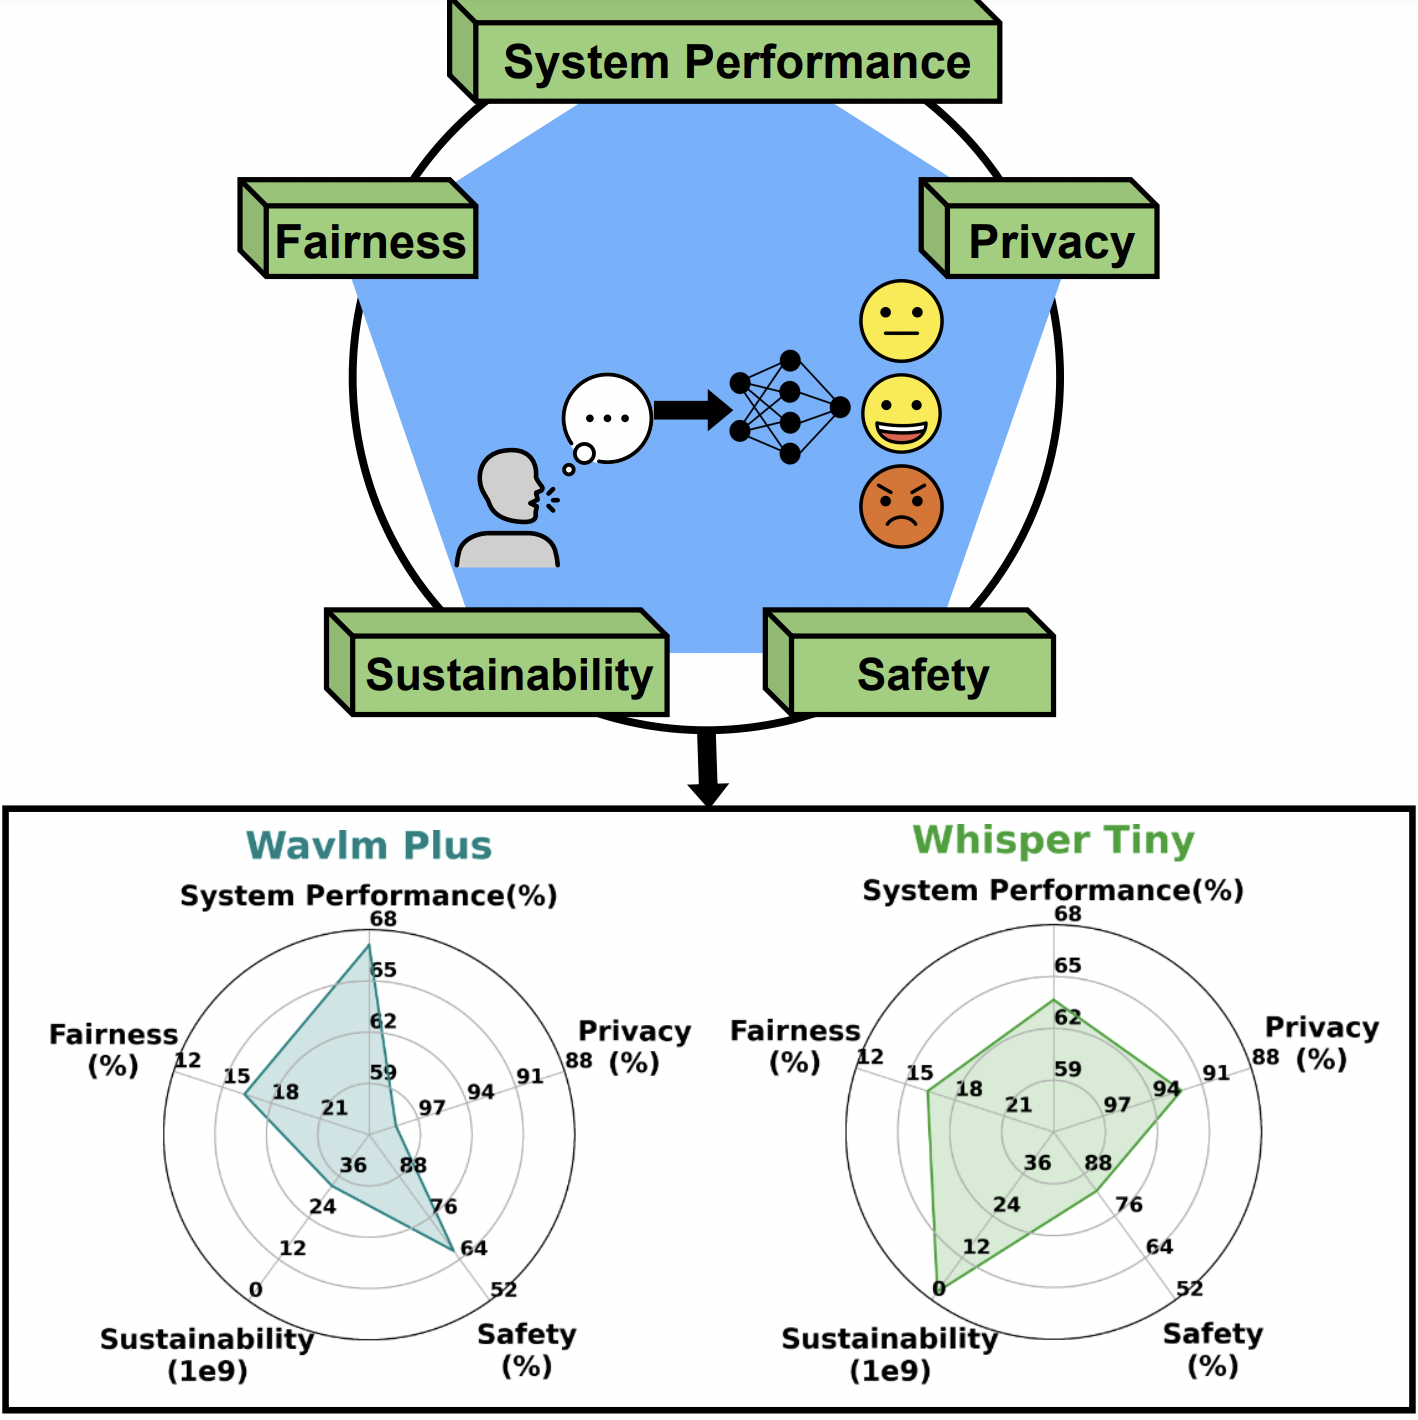 System Performance
Fairness
Privacy
Sustainability
Safety
Wavlm Plus
System Performance(%)
68
65
62
59
Fairness
(%)
12
15
18
21
Privacy
(%)
88
91
94
97
36
24
12
0
88
76
64
52
Sustainability
(1e9)
Safety
(%)
Whisper Tiny
System Performance(%)
68
65
62
59
Fairness
(%)
12
15
18
21
Privacy
(%)
88
91
94
97
36
24
12
0
88
76
64
52
Sustainability
(1e9)
Safety
(%)